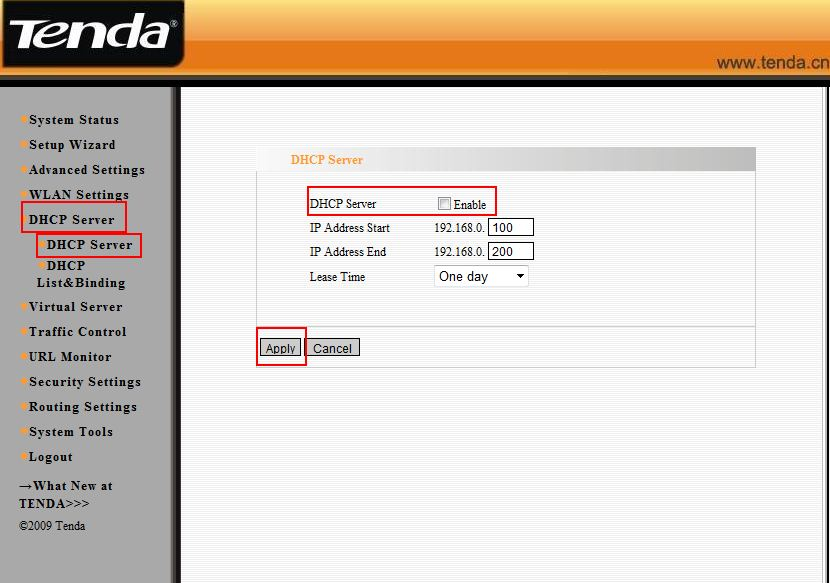 Tenda®
www.tenda.cn
System Status
Setup Wizard
Advanced Settings
WLAN Settings
DHCP Server
DHCP Server
DHCP
List&Binding
Virtual Server
Traffic Control
URL Monitor
Security Settings
Routing Settings
System Tools
Logout
→What New at
TENDA>>>
©2009 Tenda
DHCP Server
DHCP Server Enable
IP Address Start 192.168.0. 100
IP Address End 192.168.0. 200
Lease Time One day
Apply Cancel